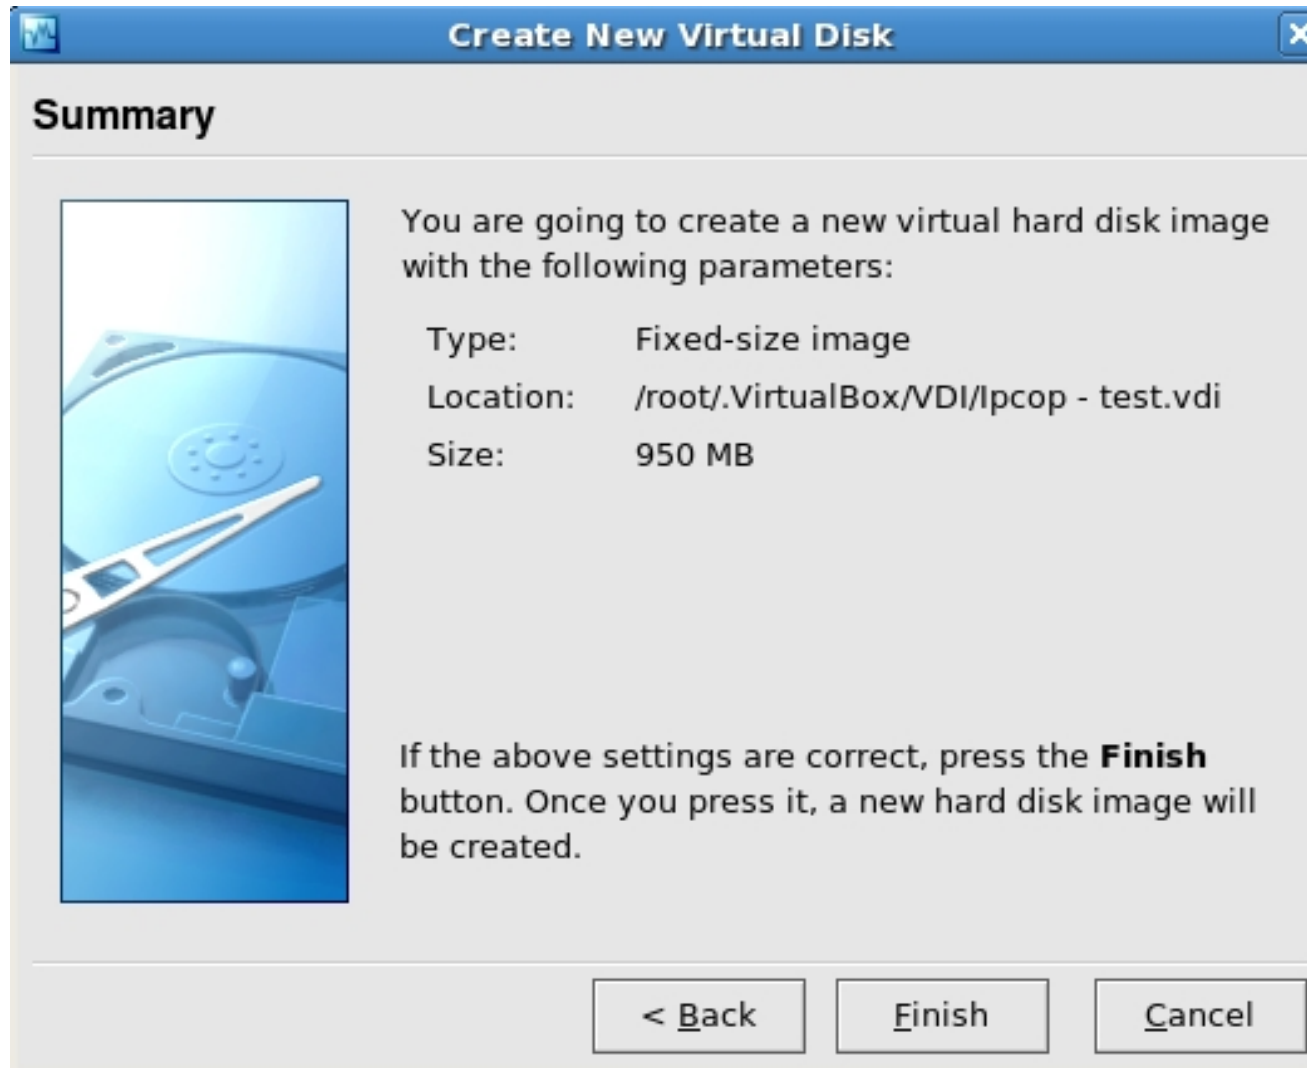 Create New Virtual Disk
Summary
You are going to create a new virtual hard disk image
with the following parameters:
Type: Fixed-size image
Location: /root/.VirtualBox/VDI/Ipcop - test.vdi
Size: 950 MB
If the above settings are correct, press the Finish
button. Once you press it, a new hard disk image will
be created.
< Back Finish Cancel